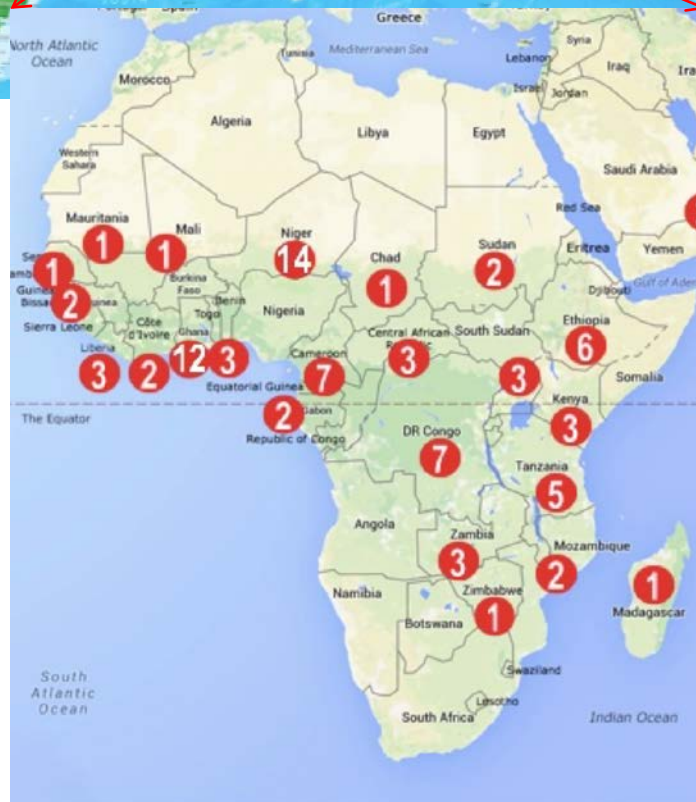 Greece
North Atlantic
Ocean
Tunisia
Mediterranean Sea
Syria
Lebanon
Iraq
Morocco
Israel
Jordan
Algeria
Libya
Egypt
Western
Sahara
Saudi Arabia
Red Sea
Mauritania
Mali
Niger
Chad
Sudan
Eritrea
Yemen
1
1
14
1
2
1
Burkina
Faso
Djibouti
Gulf of Aden
2
Benin
Nigeria
Ethiopia
6
Sierra Leone
Côte
d'Ivoire
Togo
Ghana
Central African
South Sudan
Liberia
3
2
12
3
Cameroon
7
3
3
Somalia
Equatorial Guinea
Kenya
3
The Equator
2
Gabon
Republic of Congo
DR Congo
7
Tanzania
5
Angola
Zambia
3
Mozambique
2
Namibia
Zimbabwe
1
Botswana
1
Madagascar
South
Atlantic
Ocean
Swaziland
Lesotho
South Africa
Indian Ocean